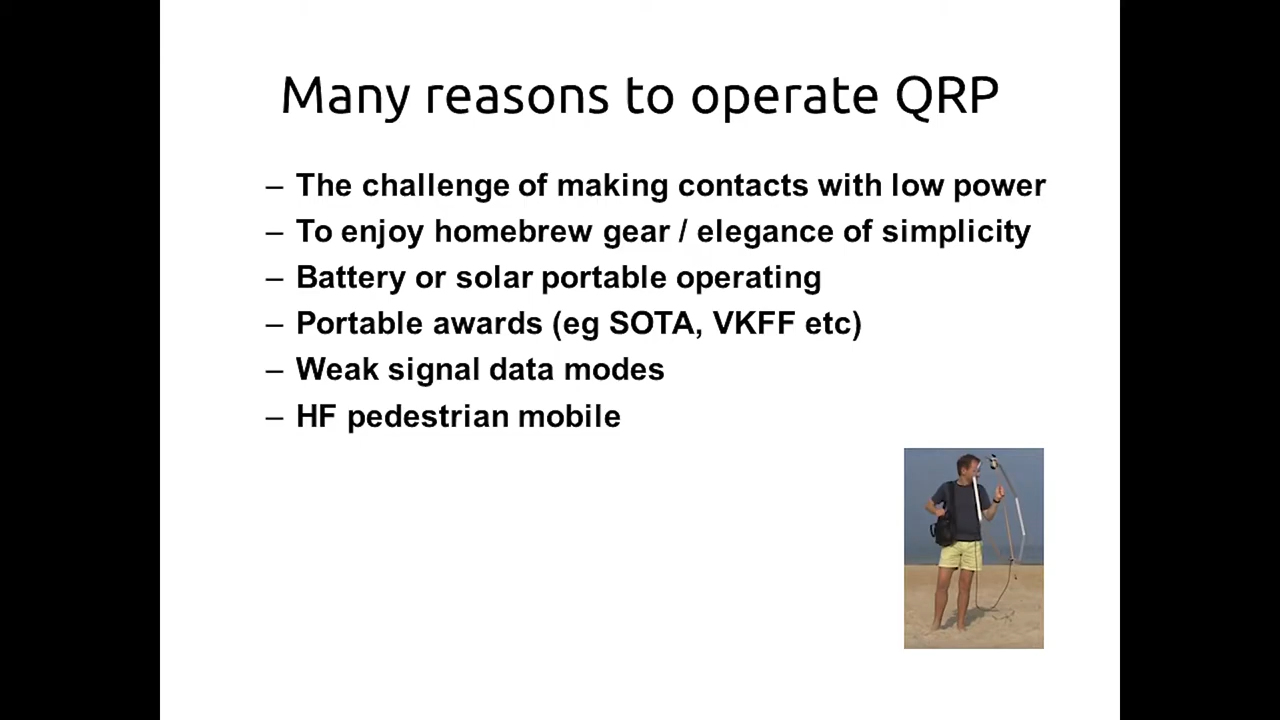 Many reasons to operate QRP
– The challenge of making contacts with low power
– To enjoy homebrew gear / elegance of simplicity
– Battery or solar portable operating
– Portable awards (eg SOTA, VKFF etc)
– Weak signal data modes
– HF pedestrian mobile